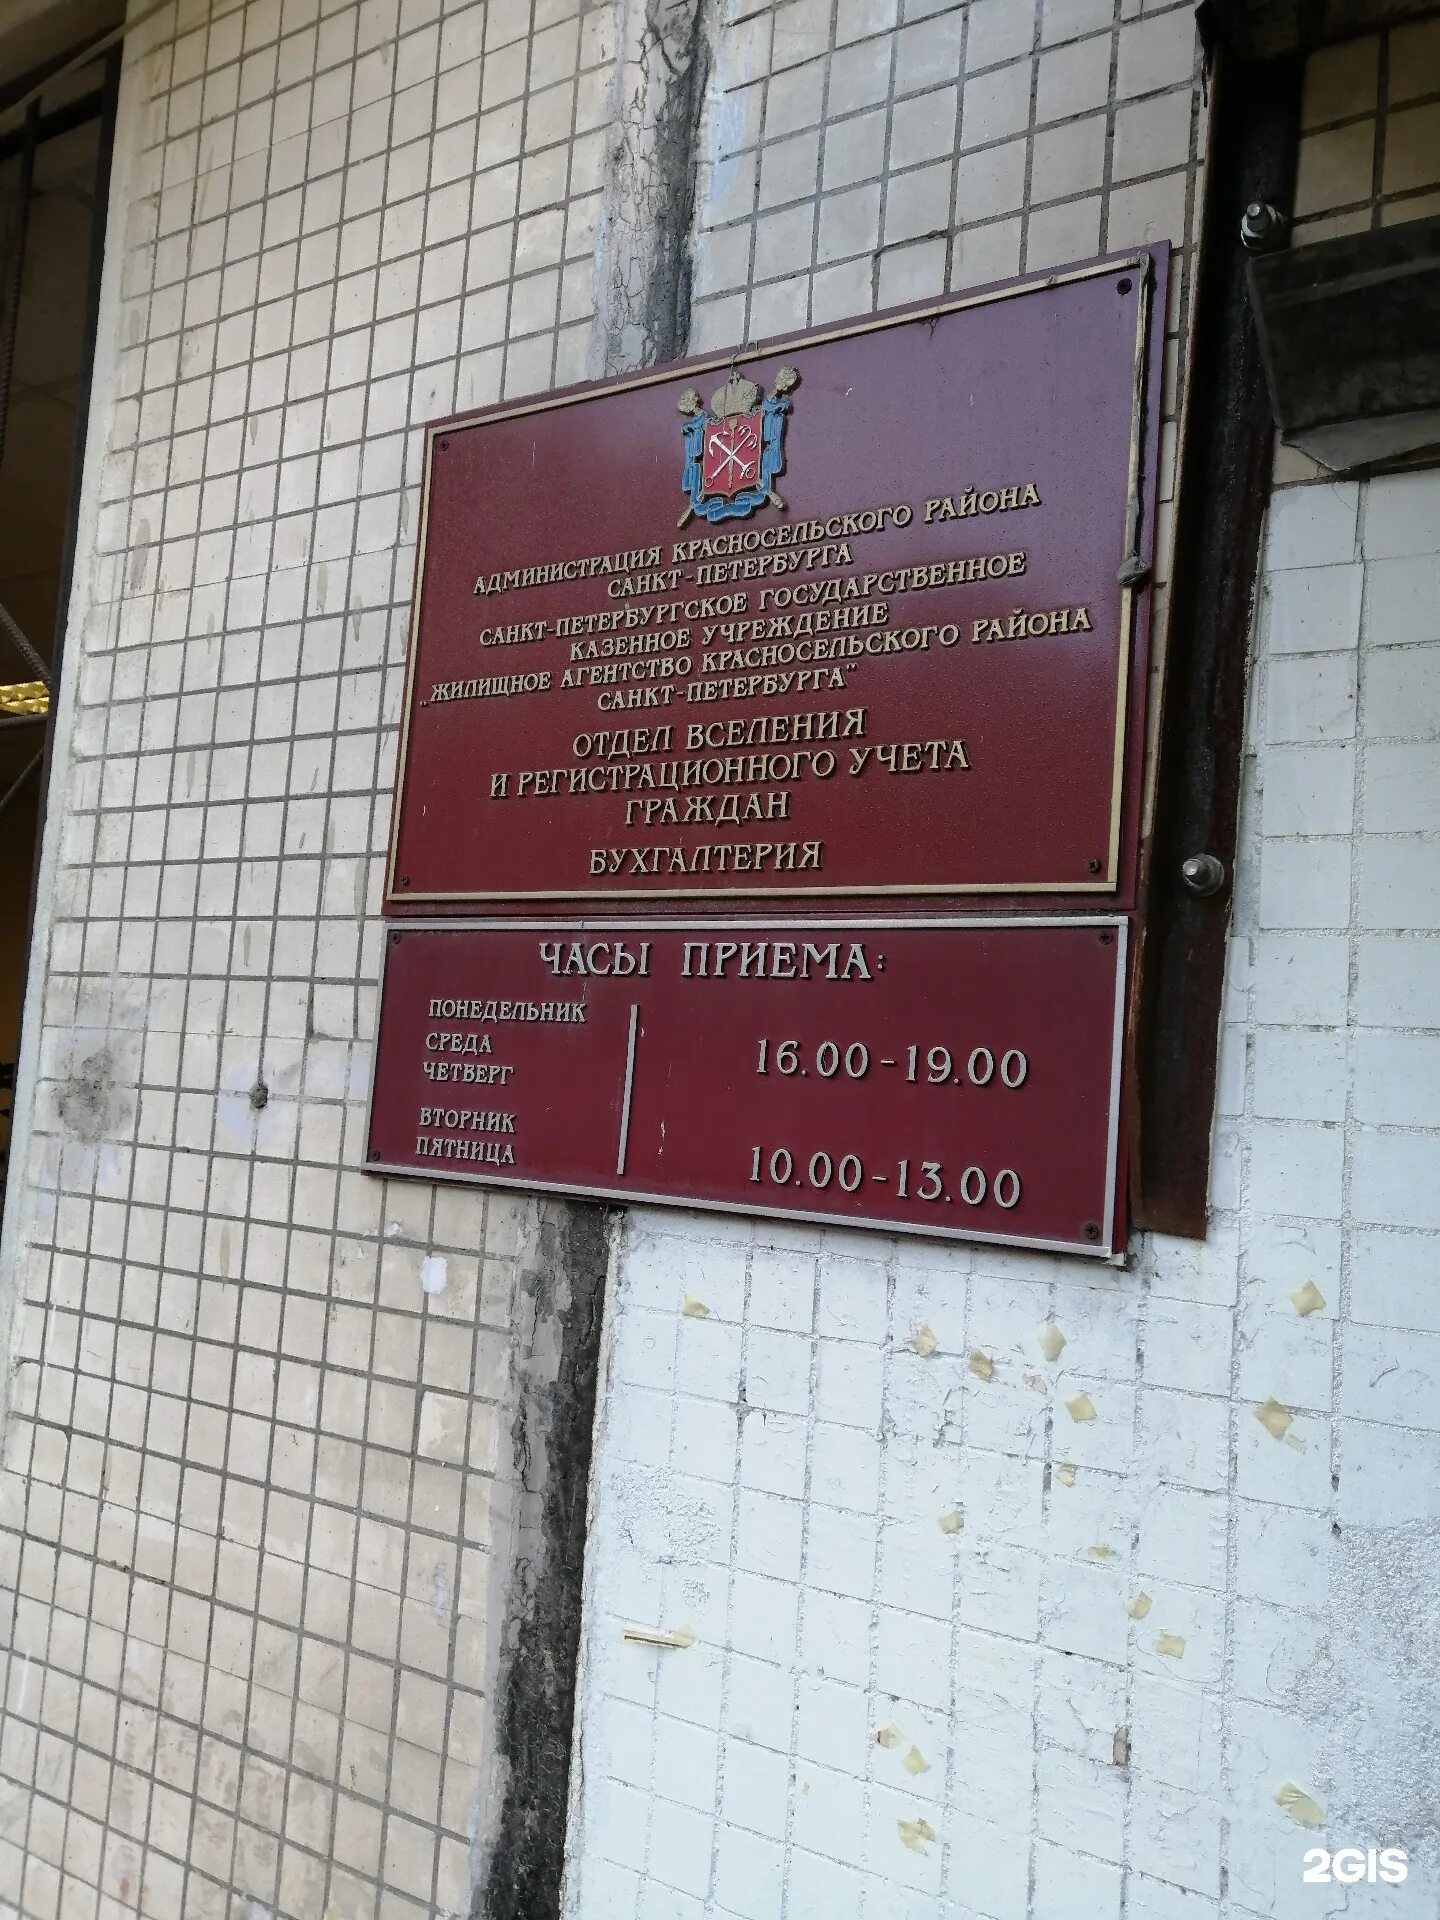 АДМИНИСТРАЦИЯ КРАСНОСЕЛЬСКОГО РАЙОНА
САНКТ-ПЕТЕРБУРГА
САНКТ-ПЕТЕРБУРГСКОЕ ГОСУДАРСТВЕННОЕ
КАЗЕННОЕ УЧРЕЖДЕНИЕ
„ЖИЛИЩНОЕ АГЕНТСТВО КРАСНОСЕЛЬСКОГО РАЙОНА
САНКТ-ПЕТЕРБУРГА"
ОТДЕЛ ВСЕЛЕНИЯ
И РЕГИСТРАЦИОННОГО УЧЕТА
ГРАЖДАН
БУХГАЛТЕРИЯ
ЧАСЫ ПРИЕМА:
ПОНЕДЕЛЬНИК
СРЕДА
ЧЕТВЕРГ
16.00-19.00
ВТОРНИК
ПЯТНИЦА
10.00-13.00
2GIS